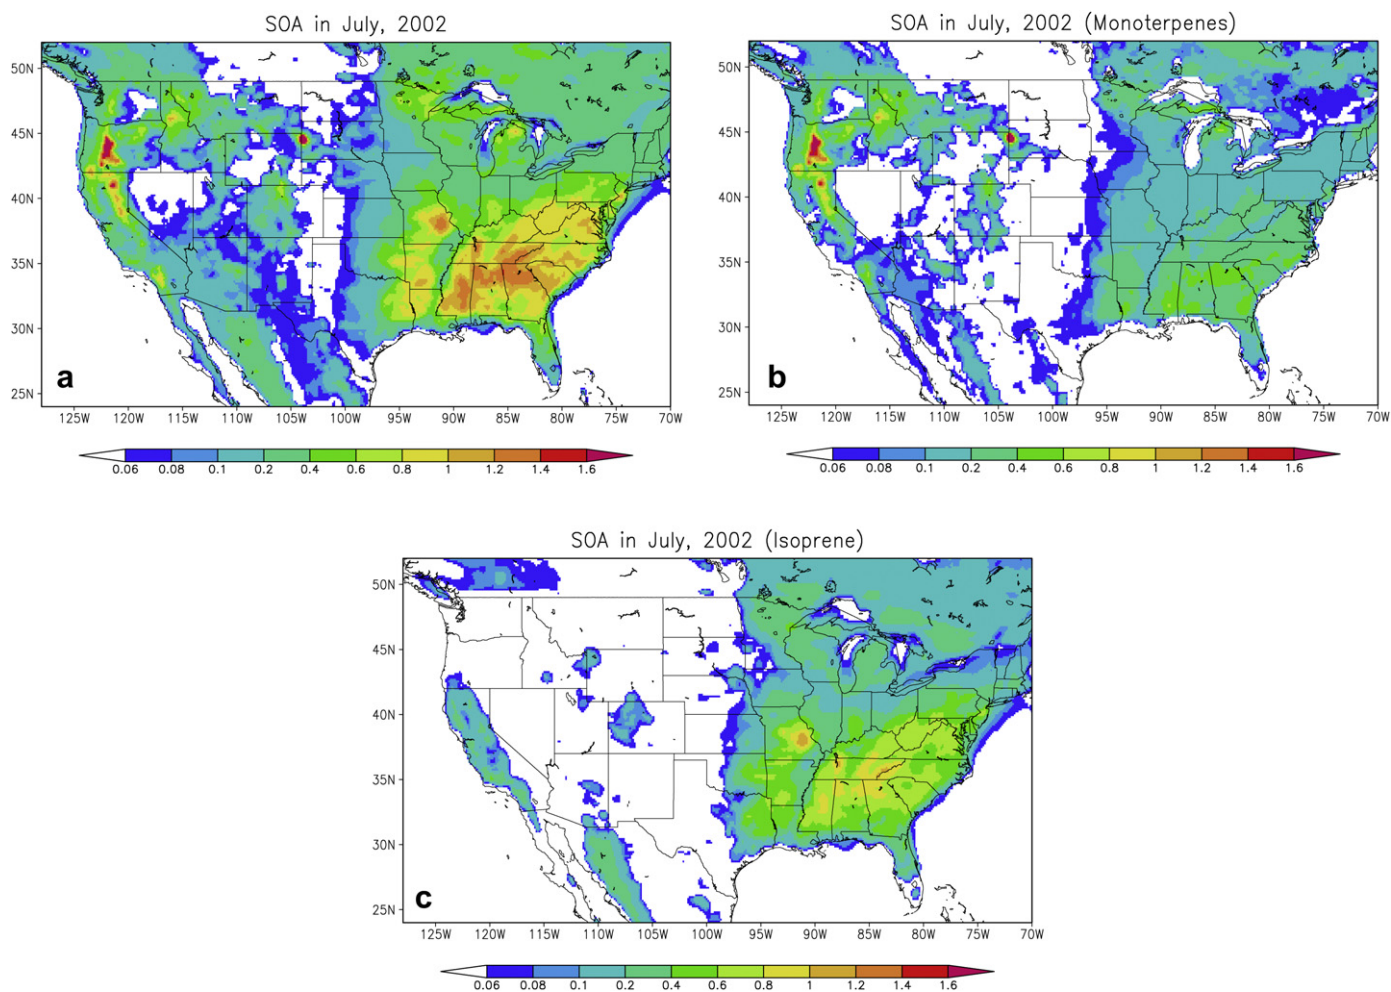 SOA in July, 2002
50N
45N
40N
35N
30N
25N
a
125W 120W 115W 110W 105W 100W 95W 90W 85W 80W 75W 70W
0.06 0.08 0.1 0.2 0.4 0.6 0.8 1 1.2 1.4 1.6
SOA in July, 2002 (Monoterpenes)
50N
45N
40N
35N
30N
25N
b
125W 120W 115W 110W 105W 100W 95W 90W 85W 80W 75W 70W
0.06 0.08 0.1 0.2 0.4 0.6 0.8 1 1.2 1.4 1.6
SOA in July, 2002 (Isoprene)
50N
45N
40N
35N
30N
25N
c
125W 120W 115W 110W 105W 100W 95W 90W 85W 80W 75W 70W
0.06 0.08 0.1 0.2 0.4 0.6 0.8 1 1.2 1.4 1.6